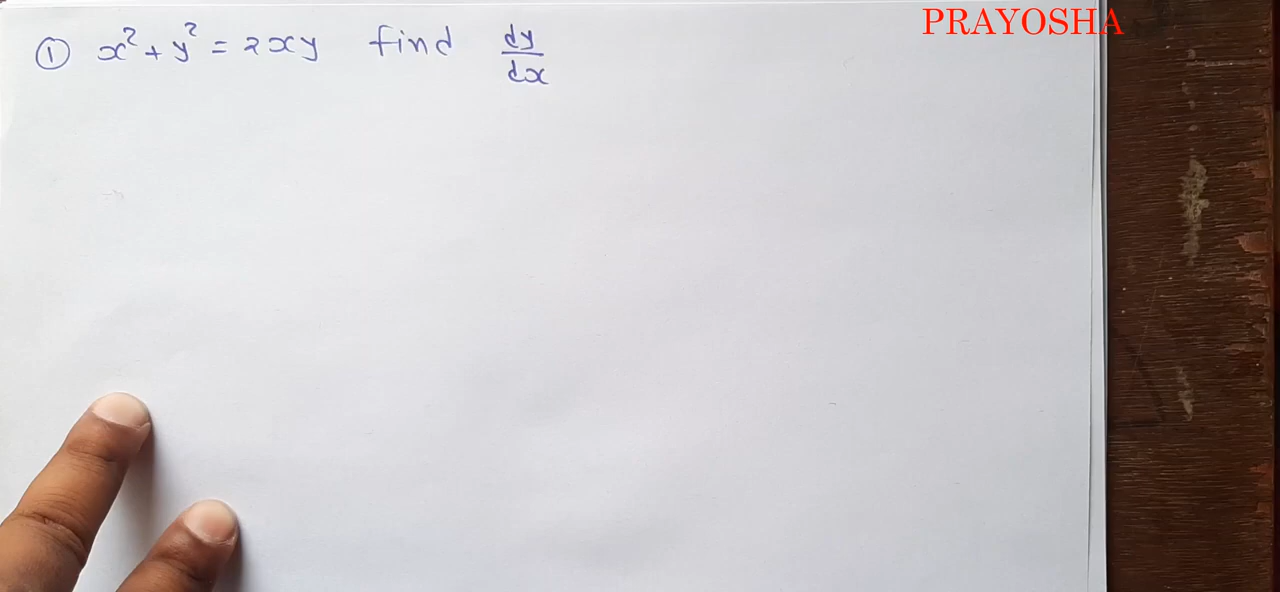 PRAYOSHA
① x² + y² = 2xy find dy/dx